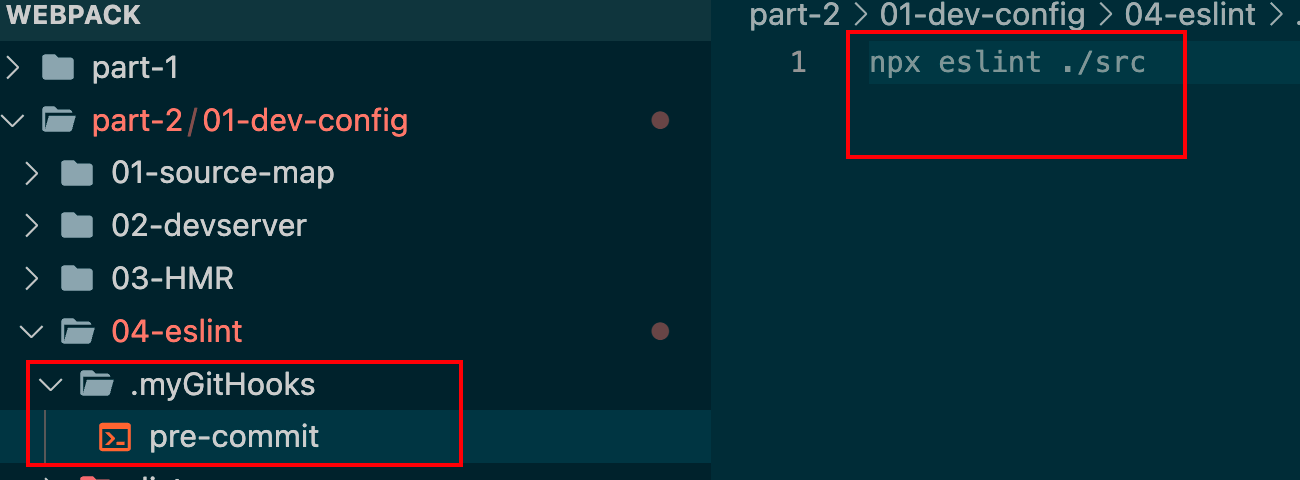 WEBPACK
part-1
part-2/01-dev-config
01-source-map
02-devserver
03-HMR
04-eslint
.myGitHooks
pre-commit
part-2 > 01-dev-config > 04-eslint > .
1 npx eslint ./src